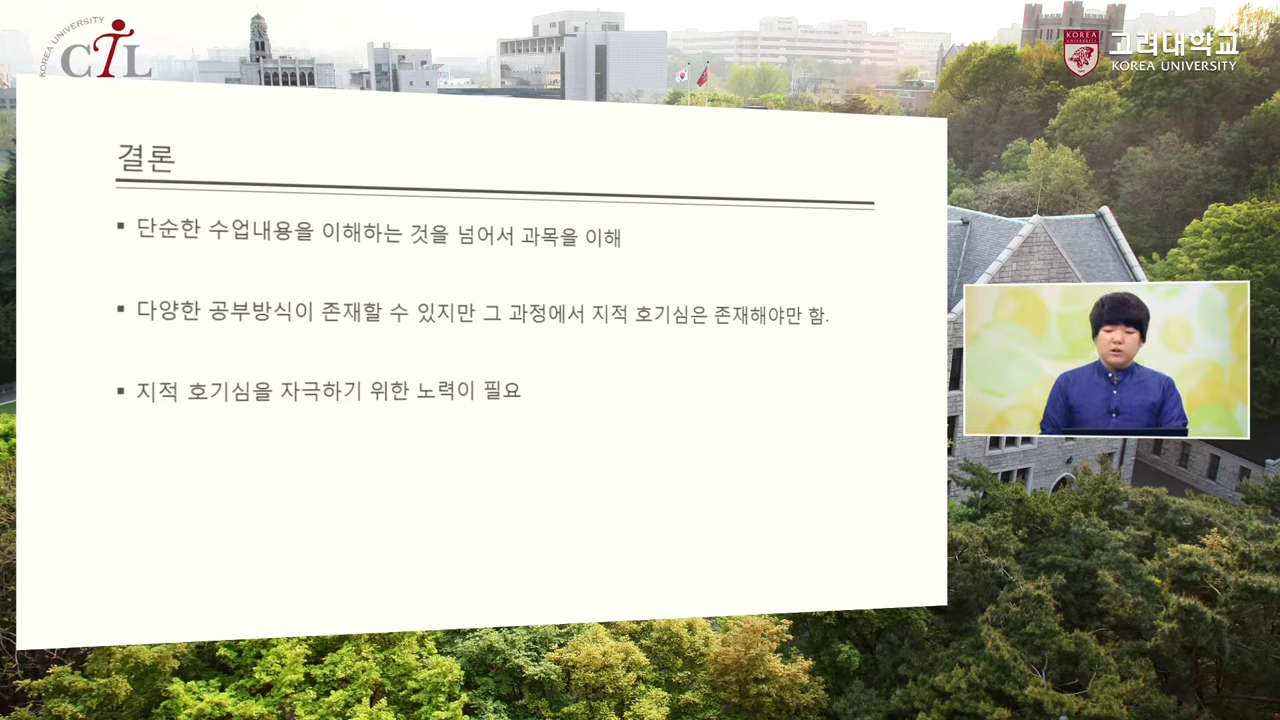 KOREA UNIVERSITY
CTL
KOREA
고려대학교
KOREA UNIVERSITY
결론
▪ 단순한 수업내용을 이해하는 것을 넘어서 과목을 이해
▪ 다양한 공부방식이 존재할 수 있지만 그 과정에서 지적 호기심은 존재해야만 함.
▪ 지적 호기심을 자극하기 위한 노력이 필요